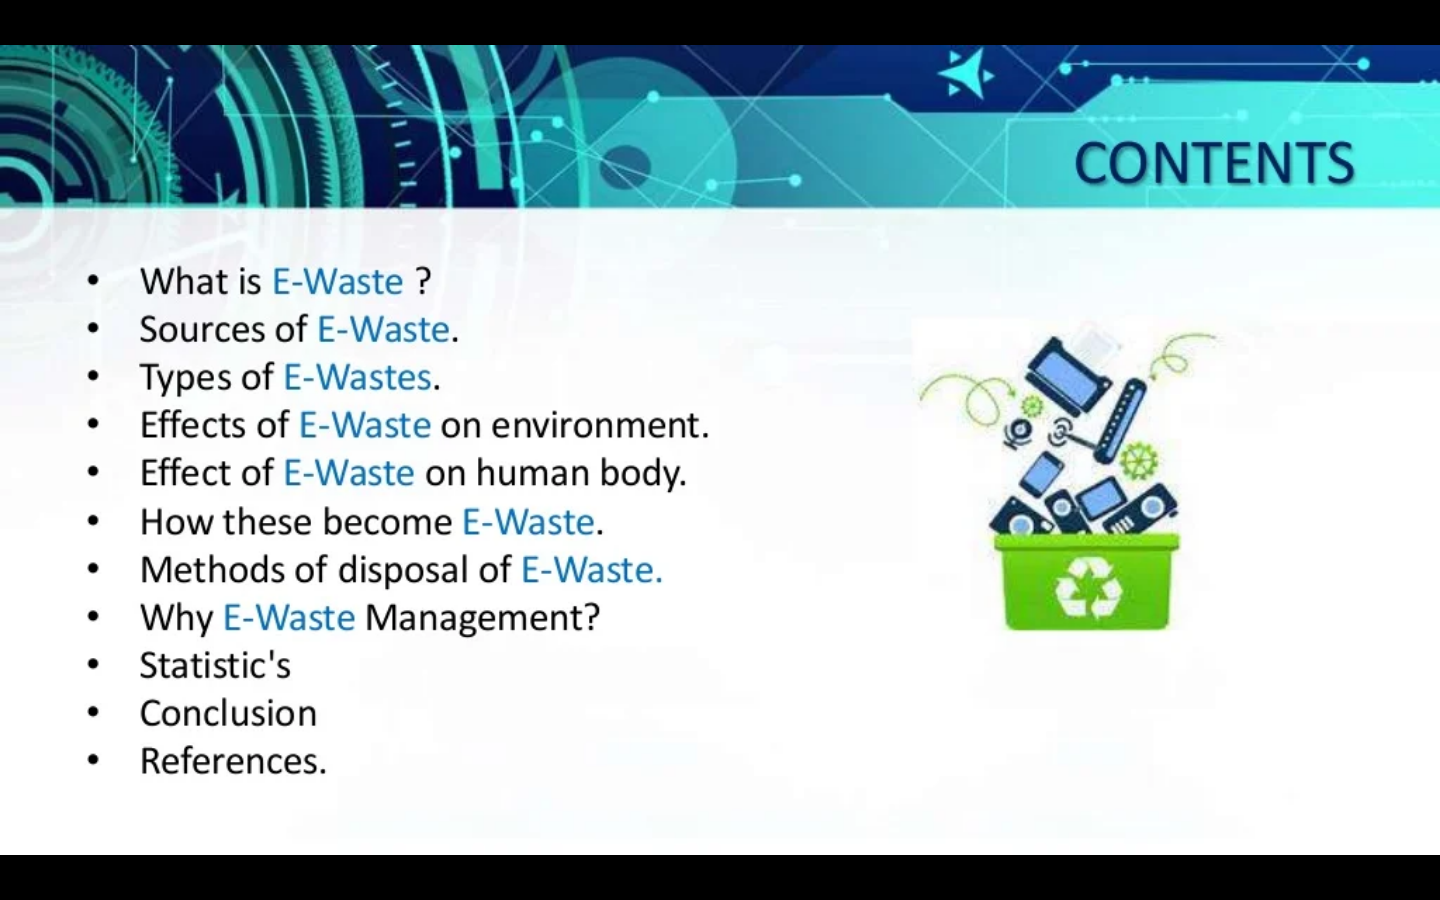 CONTENTS
• What is E-Waste ?
• Sources of E-Waste.
• Types of E-Wastes.
• Effects of E-Waste on environment.
• Effect of E-Waste on human body.
• How these become E-Waste.
• Methods of disposal of E-Waste.
• Why E-Waste Management?
• Statistic's
• Conclusion
• References.